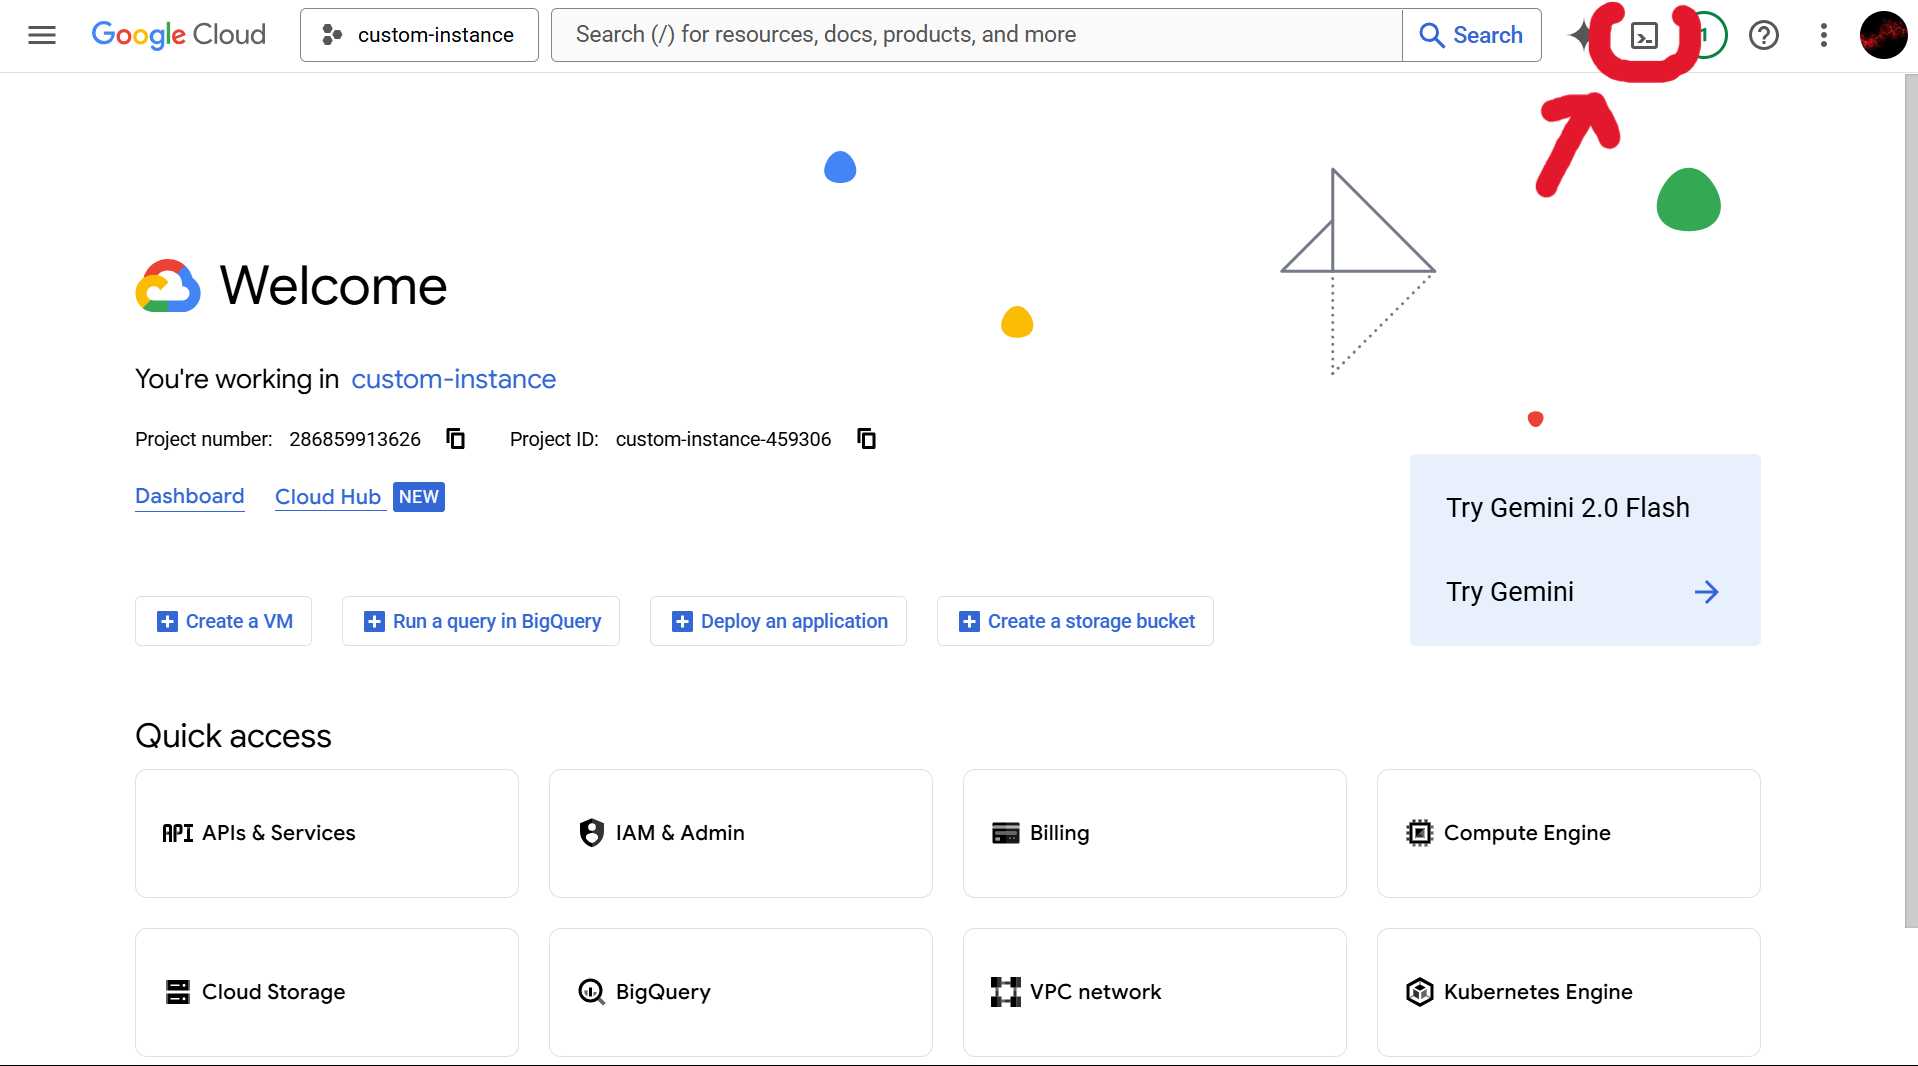 Google Cloud
custom-instance
Search (/) for resources, docs, products, and more
Search
1
Welcome
You're working in custom-instance
Project number: 286859913626 Project ID: custom-instance-459306
Dashboard Cloud Hub NEW
Try Gemini 2.0 Flash
Try Gemini
Create a VM
Run a query in BigQuery
Deploy an application
Create a storage bucket
Quick access
API APIs & Services
IAM & Admin
Billing
Compute Engine
Cloud Storage
BigQuery
VPC network
Kubernetes Engine